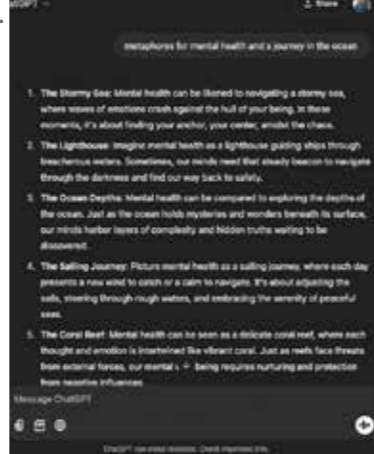 ChatGPT
Share
metaphores for mental health and a journey in the ocean
1. The Stormy Sea: Mental health can be likened to navigating a stormy sea,
where waves of emotions crash against the hull of your being. In these
moments, it's about finding your anchor, your center, amidst the chaos.
2. The Lighthouse: Imagine mental health as a lighthouse guiding ships through
treacherous waters. Sometimes, our minds need that steady beacon to navigate
through the darkness and find our way back to safety.
3. The Ocean Depths: Mental health can be compared to exploring the depths of
the ocean. Just as the ocean holds mysteries and wonders beneath its surface,
our minds harbor layers of complexity and hidden truths waiting to be
discovered.
4. The Sailing Journey: Picture mental health as a sailing journey, where each day
presents a new wind to catch or a calm to navigate. It's about adjusting the
sails, steering through rough waters, and embracing the serenity of peaceful
seas.
5. The Coral Reef: Mental health can be seen as a delicate coral reef, where each
thought and emotion is intertwined like vibrant coral. Just as reefs face threats
from external forces, our mental being requires nurturing and protection
from negative influences.
Message ChatGPT
ChatGPT can make mistakes. Check important info.